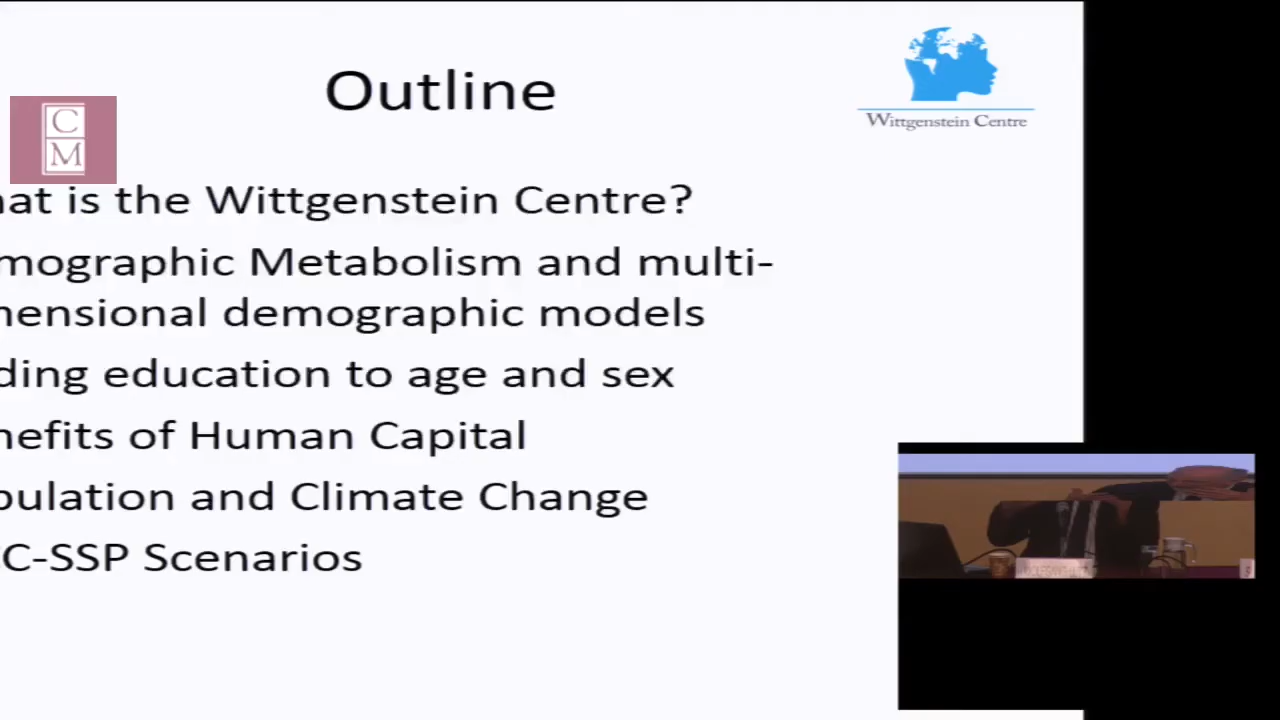 Outline
Wittgenstein Centre
C
M
at is the Wittgenstein Centre?
mographic Metabolism and multi-
ensional demographic models
ding education to age and sex
nefits of Human Capital
pulation and Climate Change
C-SSP Scenarios